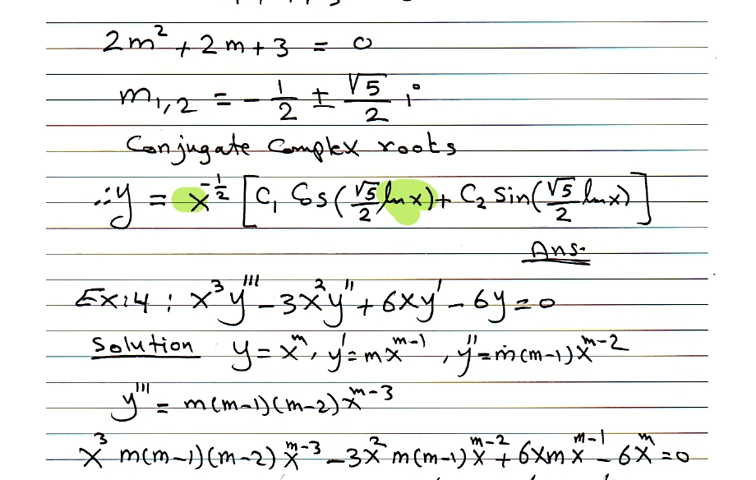 2m² + 2m + 3 = 0
m₁,₂ = -1/2 ± √5/2 i
Conjugate Complex roots
∴ y = x^(-1/2) [C₁ Cos(√5/2 ln x) + C₂ sin(√5/2 ln x)]
Ans.
Ex:4 : x³y''' - 3x²y'' + 6xy' - 6y = 0
Solution y = x^m, y' = mx^(m-1), y'' = m(m-1)x^(m-2)
y''' = m(m-1)(m-2)x^(m-3)
x³ m(m-1)(m-2) x^(m-3) - 3x² m(m-1)x^(m-2) + 6xm x^(m-1) - 6x^m = 0